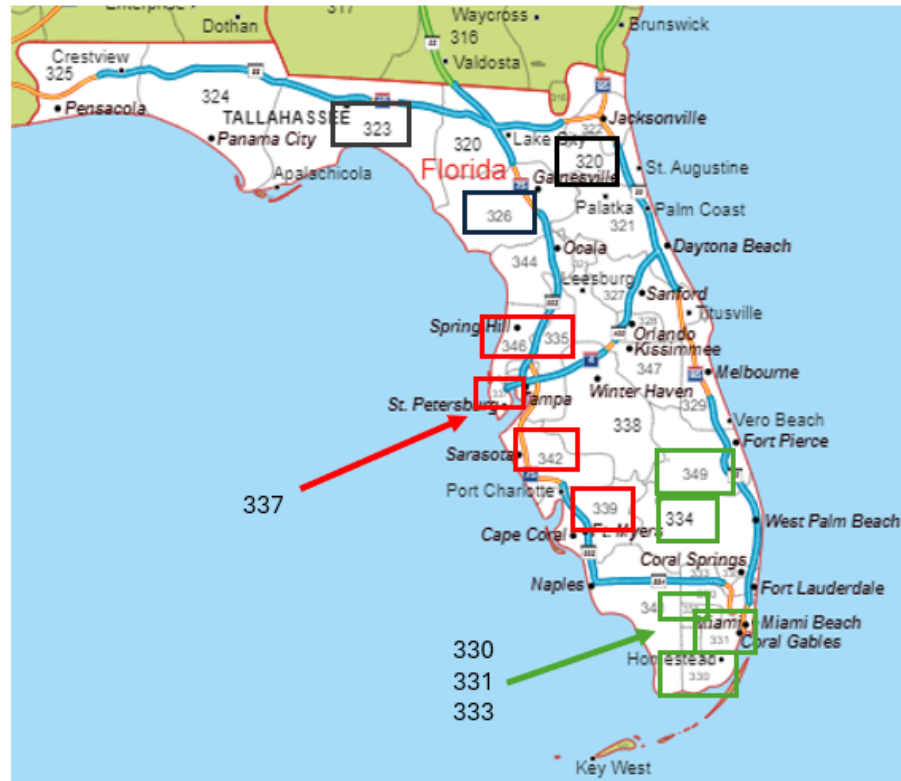 317
Dothan
Waycross
316
Valdosta
Brunswick
Crestview
325
324
Pensacola
TALLAHASSEE
323
Panama City
Apalachicola
320
Lake City
322
Jacksonville
320
St. Augustine
Florida
Gainesville
326
Palatka
321
Palm Coast
Ocala
Daytona Beach
344
Leesburg
327
Sanford
Titusville
Spring Hill
346
335
328
Orlando
Kissimmee
347
Melbourne
St. Petersburg
Tampa
Winter Haven
329
Vero Beach
338
Fort Pierce
Sarasota
342
349
337
Port Charlotte
339
334
West Palm Beach
Cape Coral
Ft. Myers
Coral Springs
Naples
Fort Lauderdale
Miami
Miami Beach
331
Coral Gables
330
331
333
Homestead
330
Key West